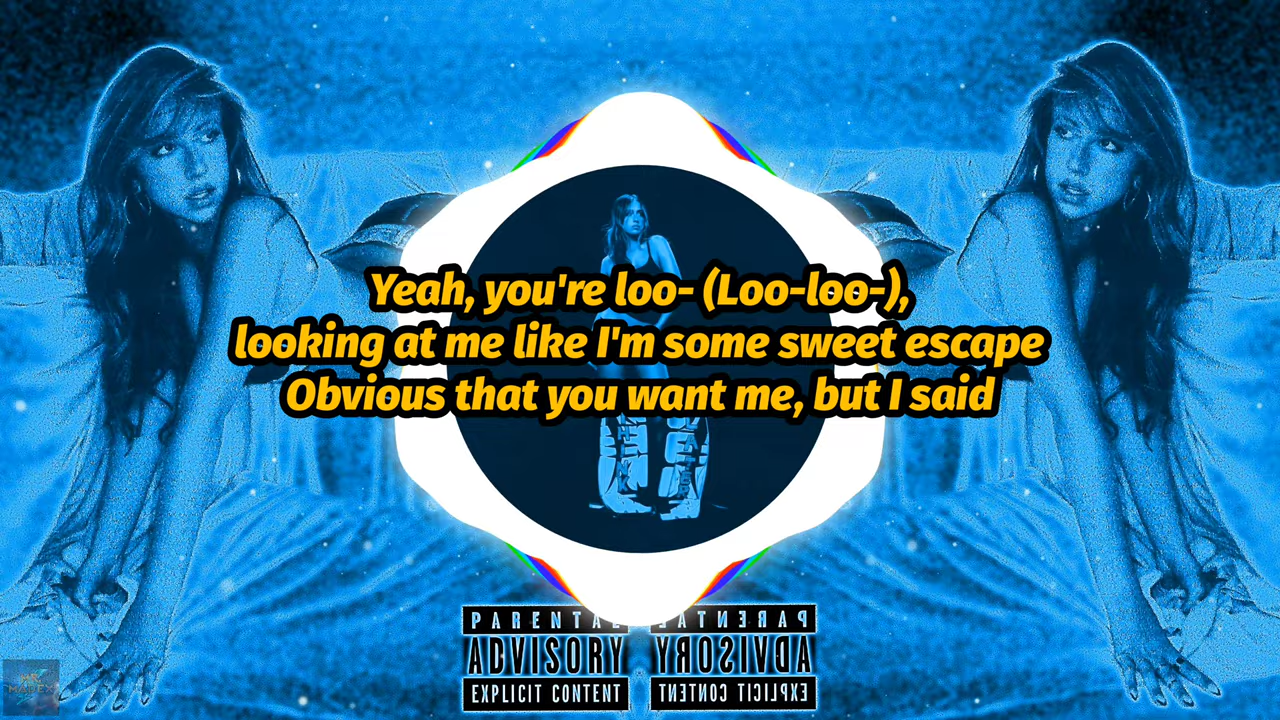 Yeah, you're loo- (Loo-loo-),
looking at me like I'm some sweet escape
Obvious that you want me, but I said
PARENTAL
ADVISORY
EXPLICIT CONTENT
PARENTAL
ADVISORY
EXPLICIT CONTENT